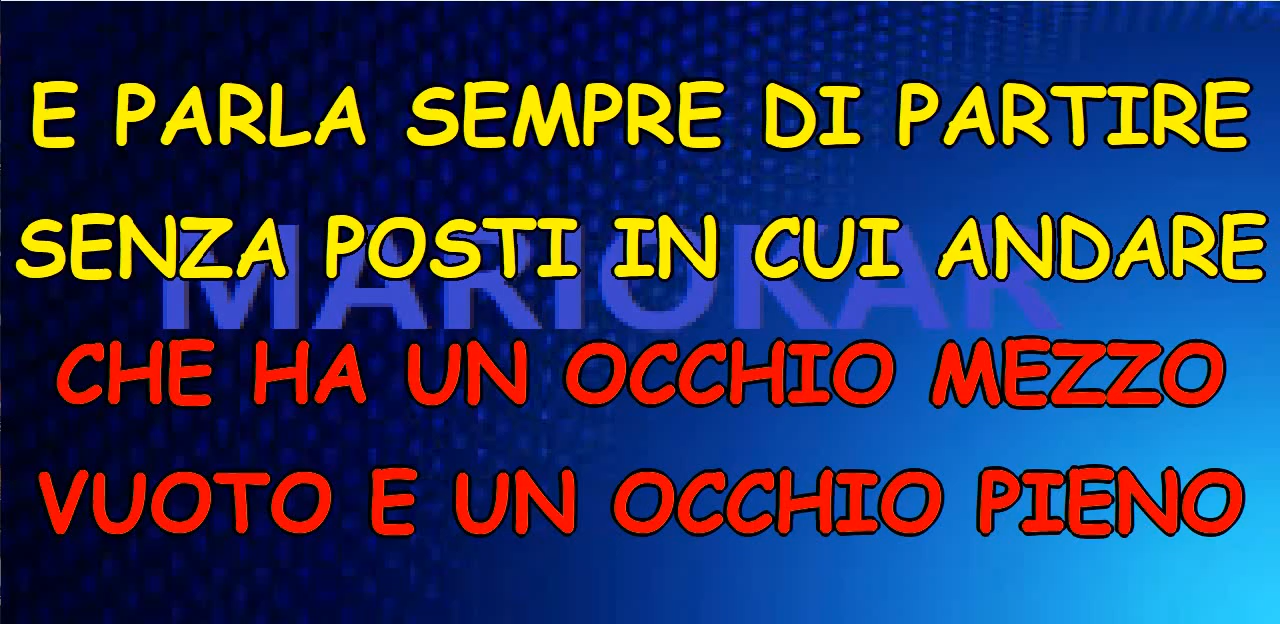 E PARLA SEMPRE DI PARTIRE
SENZA POSTI IN CUI ANDARE
MARIOKAR
CHE HA UN OCCHIO MEZZO
VUOTO E UN OCCHIO PIENO